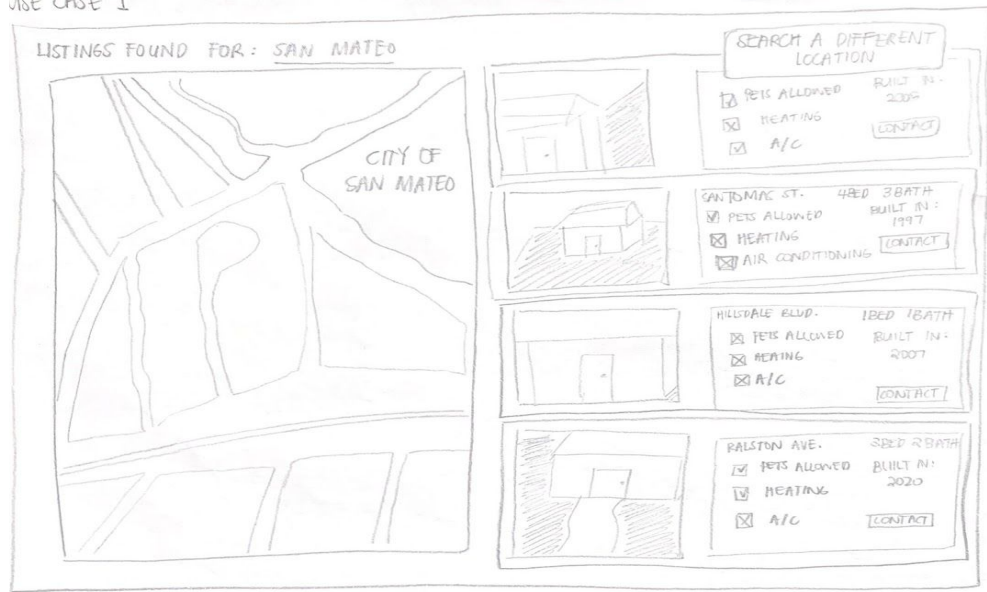 USE CASE 1
LISTINGS FOUND FOR: SAN MATEO
CITY OF
SAN MATEO
SEARCH A DIFFERENT
LOCATION
PETS ALLOWED
HEATING
A/C
BUILT IN:
CONTACT
SANTOMAS ST. 4BED 3BATH
PETS ALLOWED
HEATING
AIR CONDITIONING
BUILT IN:
1997
CONTACT
HILLSDALE BLVD. 1BED 1BATH
PETS ALLOWED
HEAING
A/C
BUILT IN:
2007
CONTACT
RALSTON AVE. 3BED 2BATH
PETS ALLOWED
HEATING
A/C
BUILT IN:
2020
CONTACT